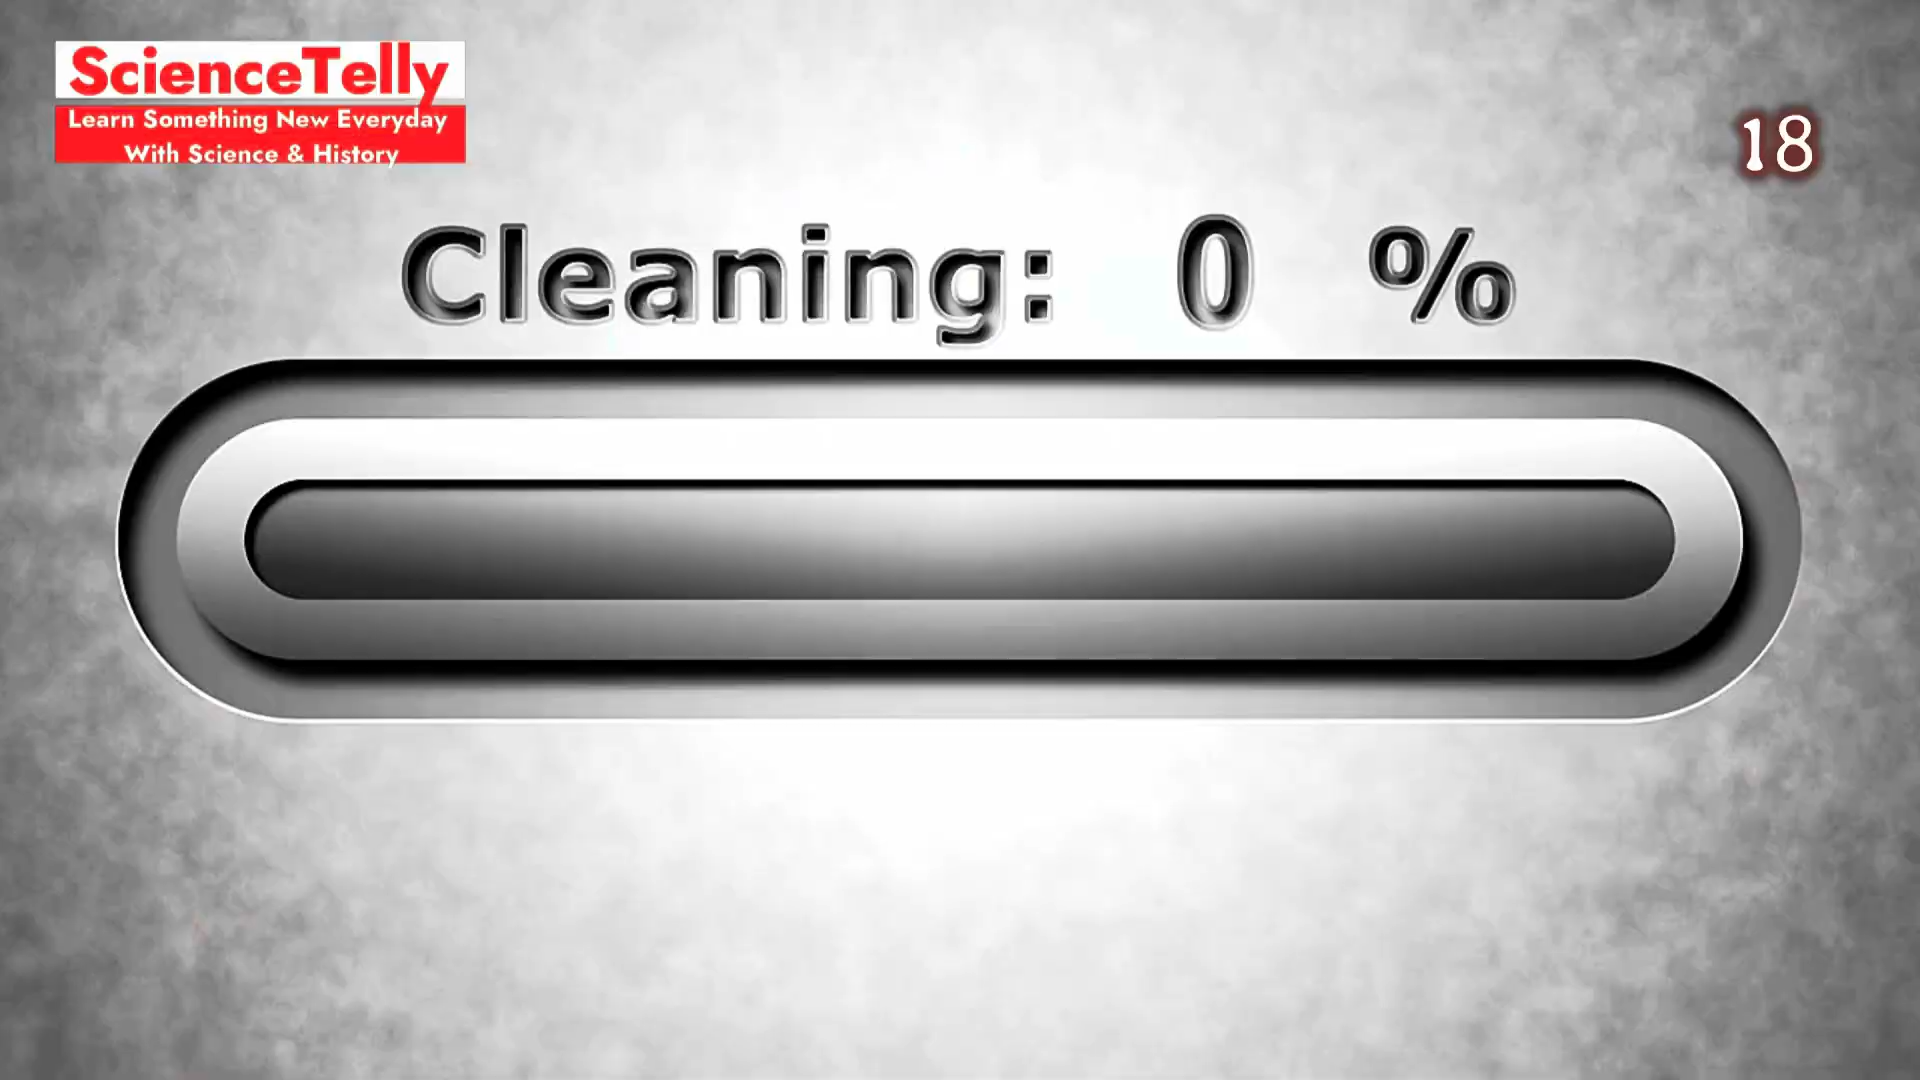 ScienceTelly
Learn Something New Everyday
With Science & History
18
Cleaning: 0 %